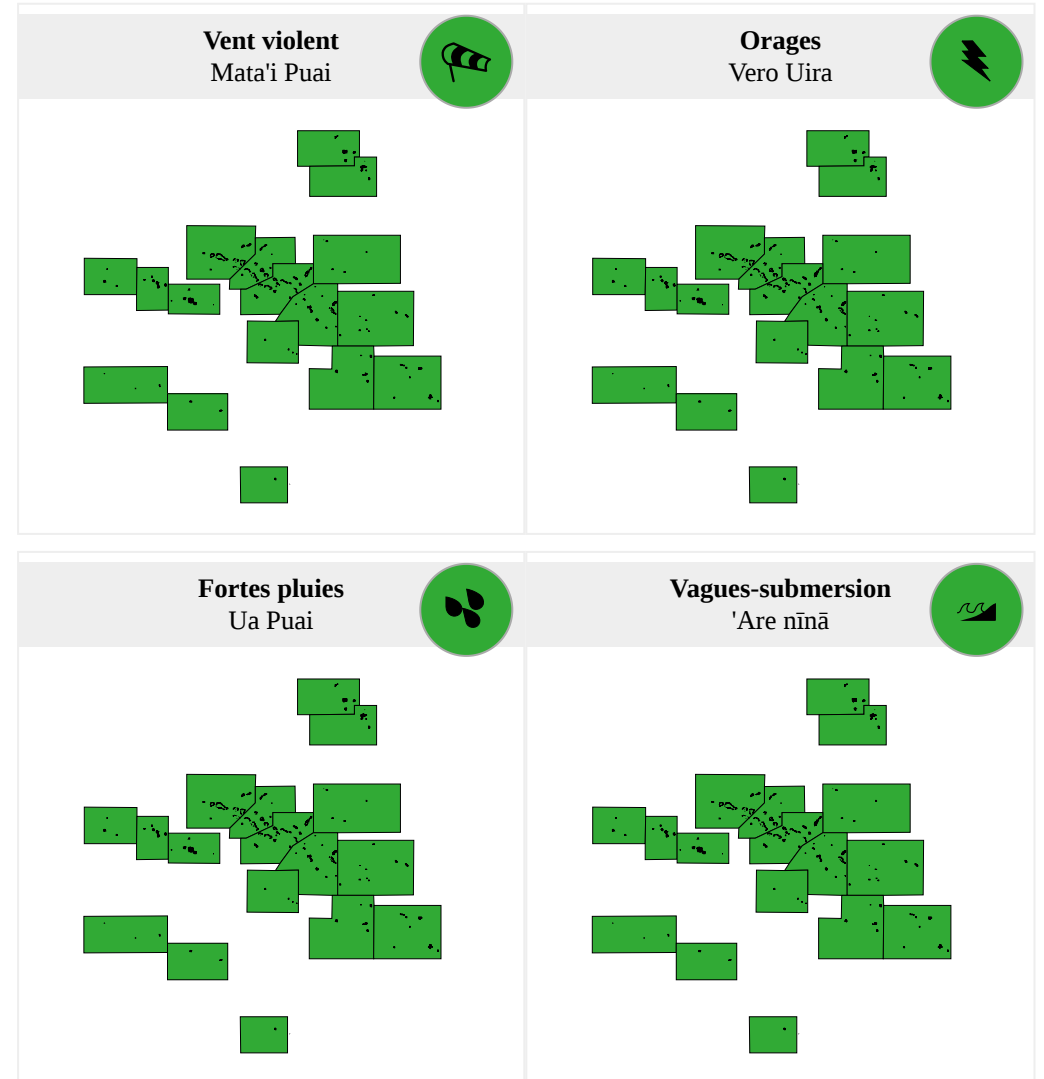 Vent violent
Mata'i Puai
Orages
Vero Uira
Fortes pluies
Ua Puai
Vagues-submersion
'Are nīnā